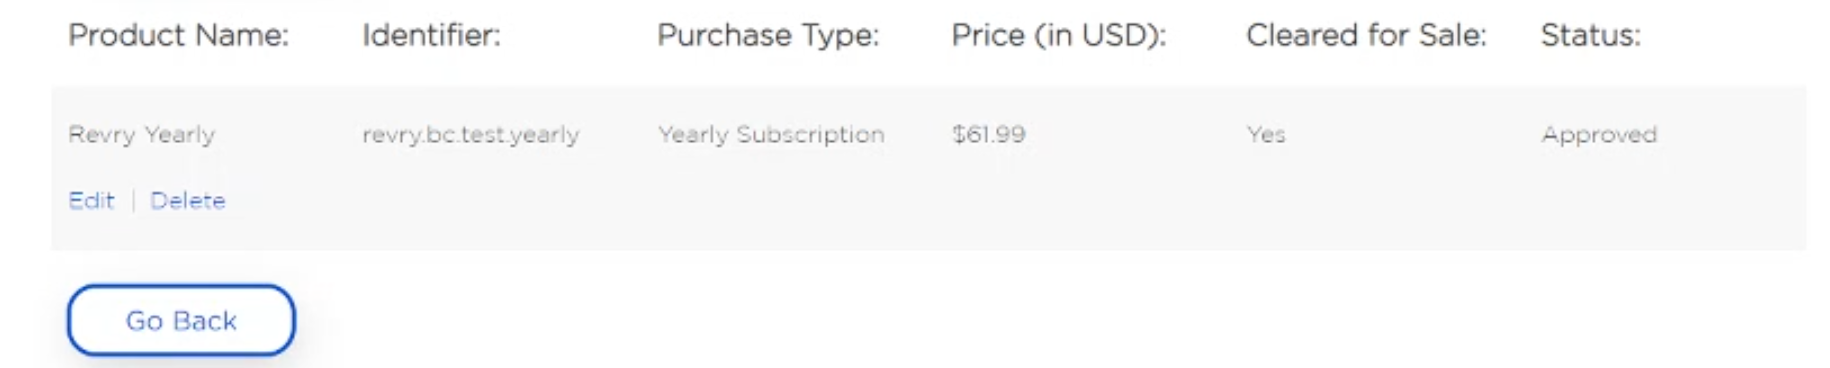 Product Name: Identifier: Purchase Type: Price (in USD): Cleared for Sale: Status:
Revry Yearly revry.bc.test.yearly Yearly Subscription $61.99 Yes Approved
Edit | Delete
Go Back